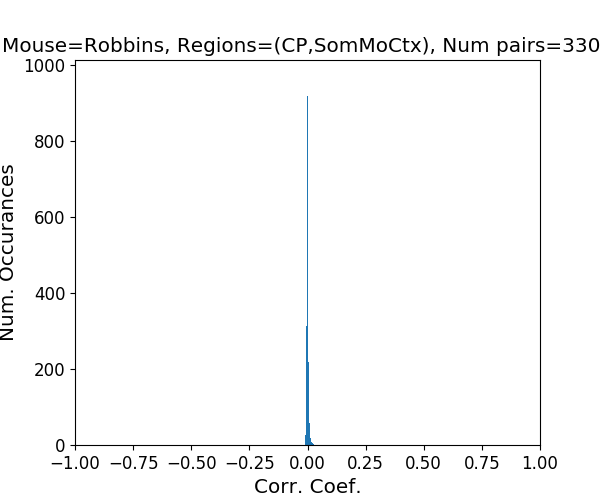 Mouse=Robbins, Regions=(CP,SomMoCtx), Num pairs=330
1000
800
600
400
200
0
Num. Occurances
−1.00 −0.75 −0.50 −0.25 0.00 0.25 0.50 0.75 1.00
Corr. Coef.